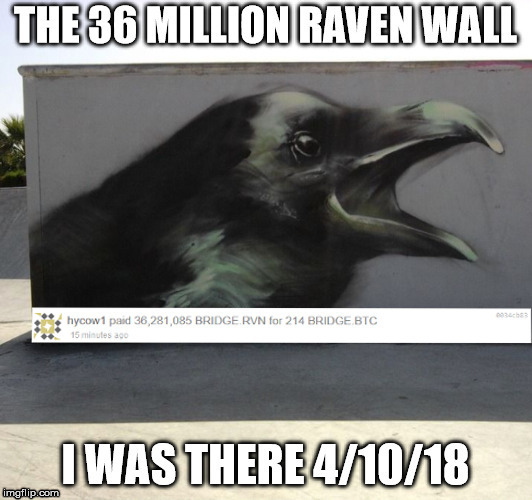 THE 36 MILLION RAVEN WALL
hycow1 paid 36,281,085 BRIDGE.RVN for 214 BRIDGE.BTC
15 minutes ago
I WAS THERE 4/10/18
imgflip.com